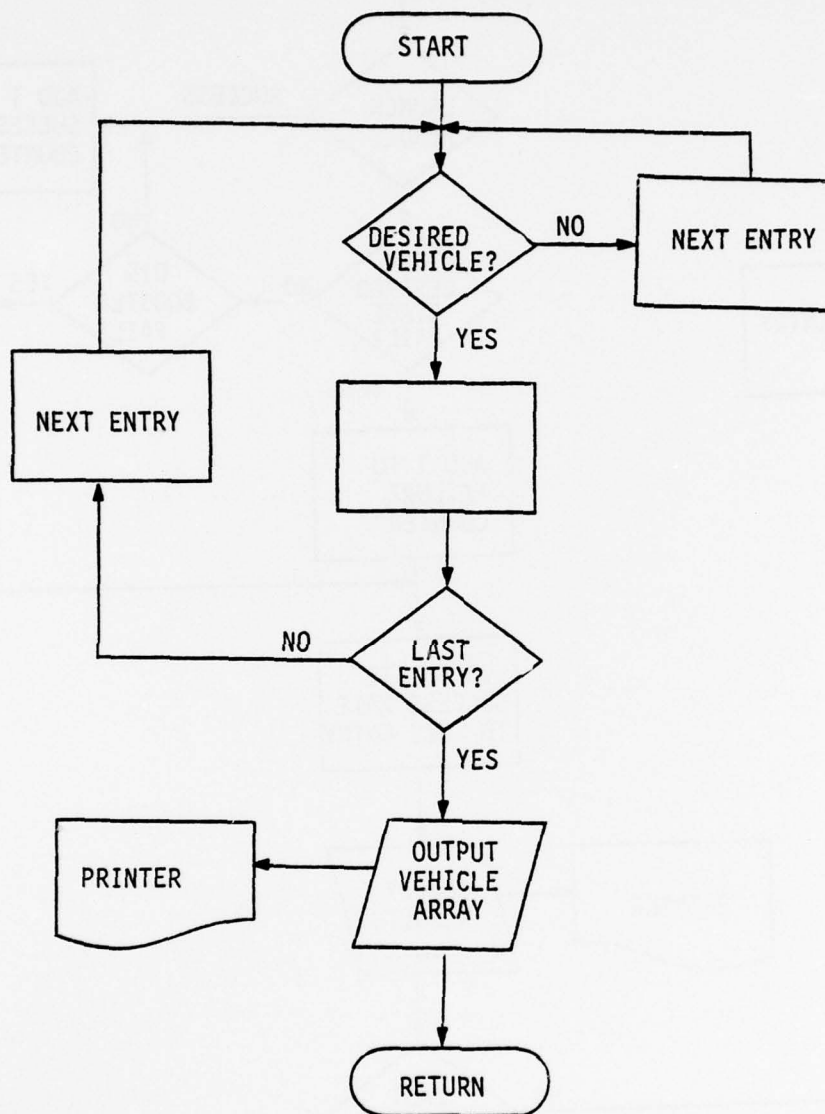 START
DESIRED
VEHICLE?
NO
NEXT ENTRY
YES
NEXT ENTRY
LAST
ENTRY?
NO
YES
OUTPUT
VEHICLE
ARRAY
PRINTER
RETURN